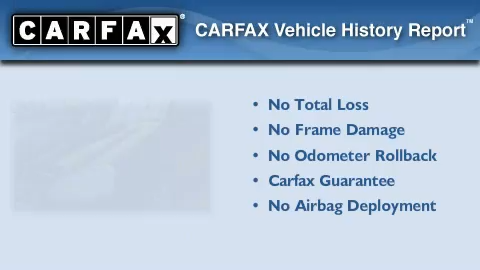 CARFAX® CARFAX Vehicle History Report™
• No Total Loss
• No Frame Damage
• No Odometer Rollback
• Carfax Guarantee
• No Airbag Deployment